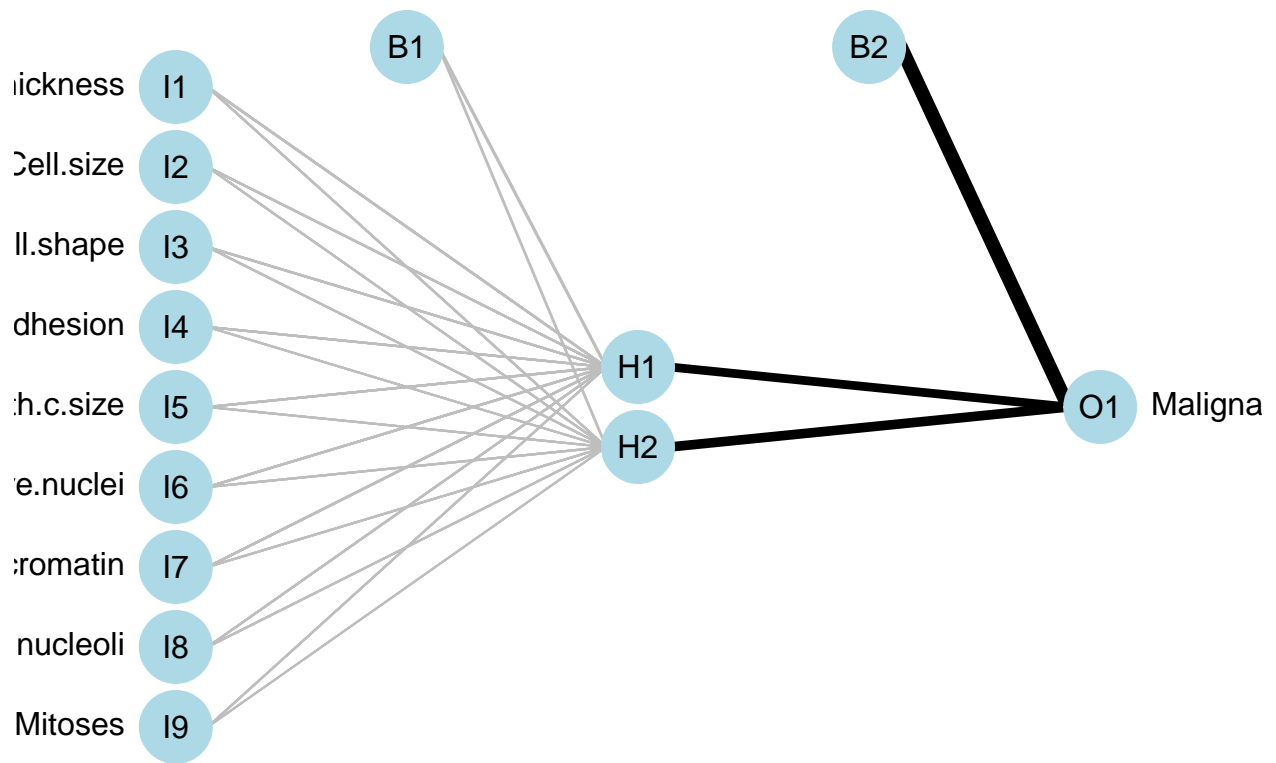 B1
B2
ickness I1
Cell.size I2
ll.shape I3
dhesion I4
th.c.size I5
H1
O1 Maligna
H2
e.nuclei I6
cromatin I7
nucleoli I8
Mitoses I9